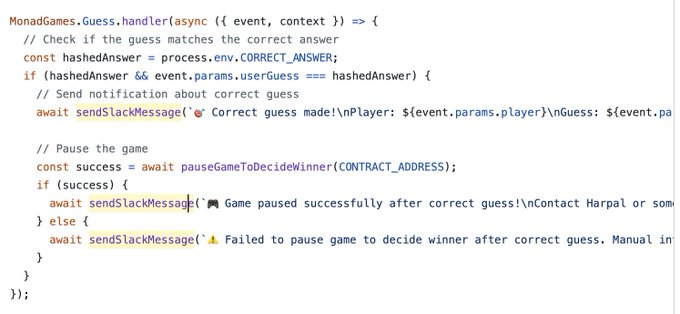 MonadGames.Guess.handler(async ({ event, context }) => {
// Check if the guess matches the correct answer
const hashedAnswer = process.env.CORRECT_ANSWER;
if (hashedAnswer && event.params.userGuess === hashedAnswer) {
// Send notification about correct guess
await sendSlackMessage(`🎯 Correct guess made!\nPlayer: ${event.params.player}\nGuess: ${event.pa
// Pause the game
const success = await pauseGameToDecideWinner(CONTRACT_ADDRESS);
if (success) {
await sendSlackMessage(`🎮 Game paused successfully after correct guess!\nContact Harpal or som
} else {
await sendSlackMessage(`⚠️ Failed to pause game to decide winner after correct guess. Manual in
}
}
});